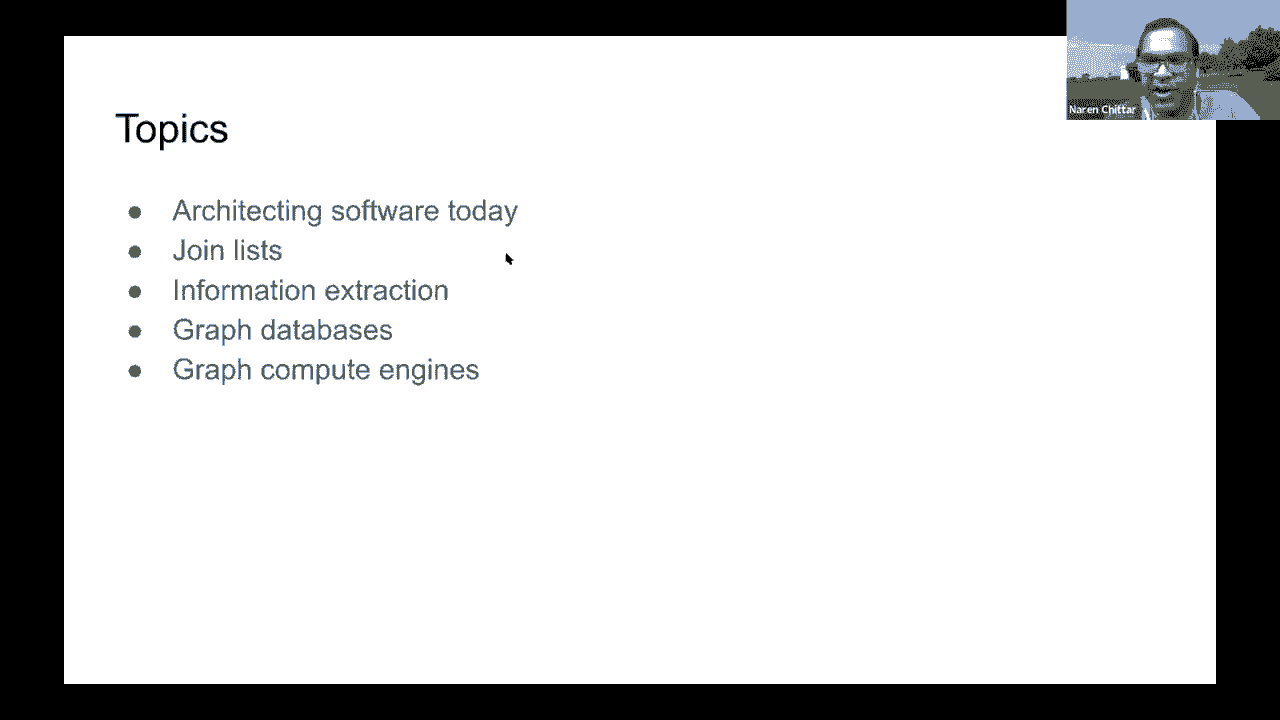 Naren Chittar
Topics
● Architecting software today
● Join lists
● Information extraction
● Graph databases
● Graph compute engines